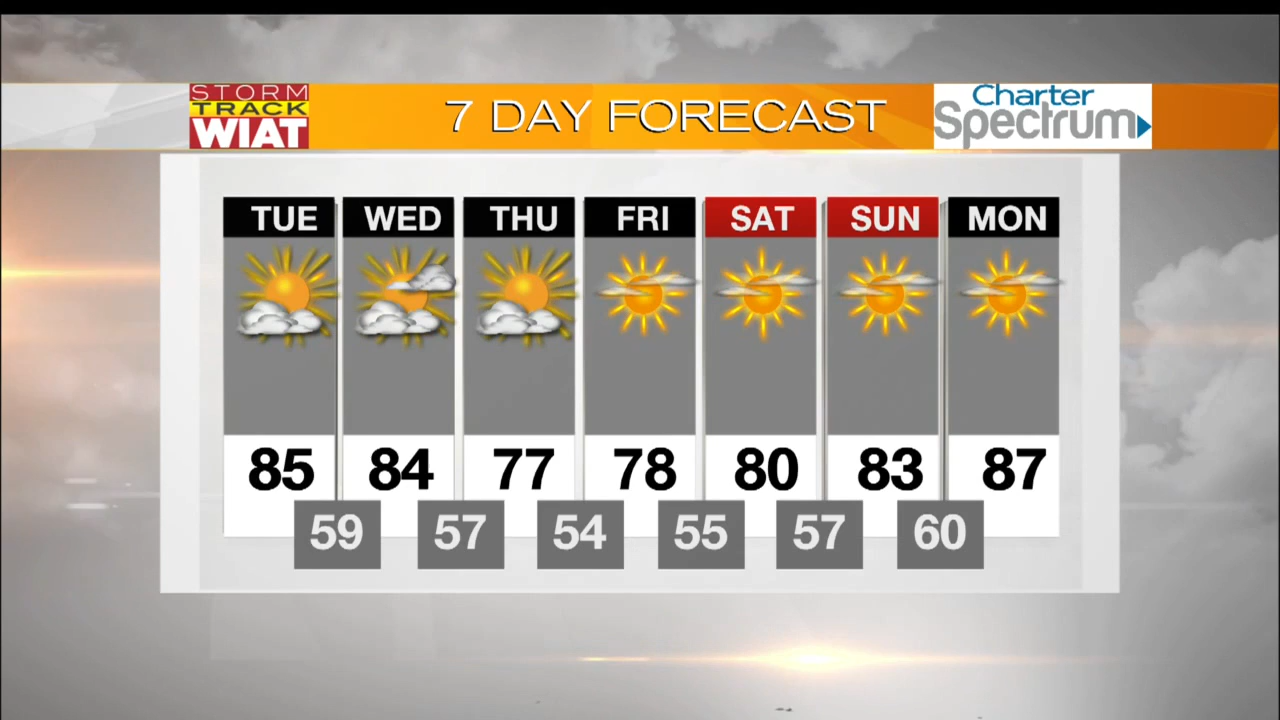 STORM
TRACK
WIAT
7 DAY FORECAST
Charter
Spectrum
TUE WED THU FRI SAT SUN MON
85 84 77 78 80 83 87
59 57 54 55 57 60